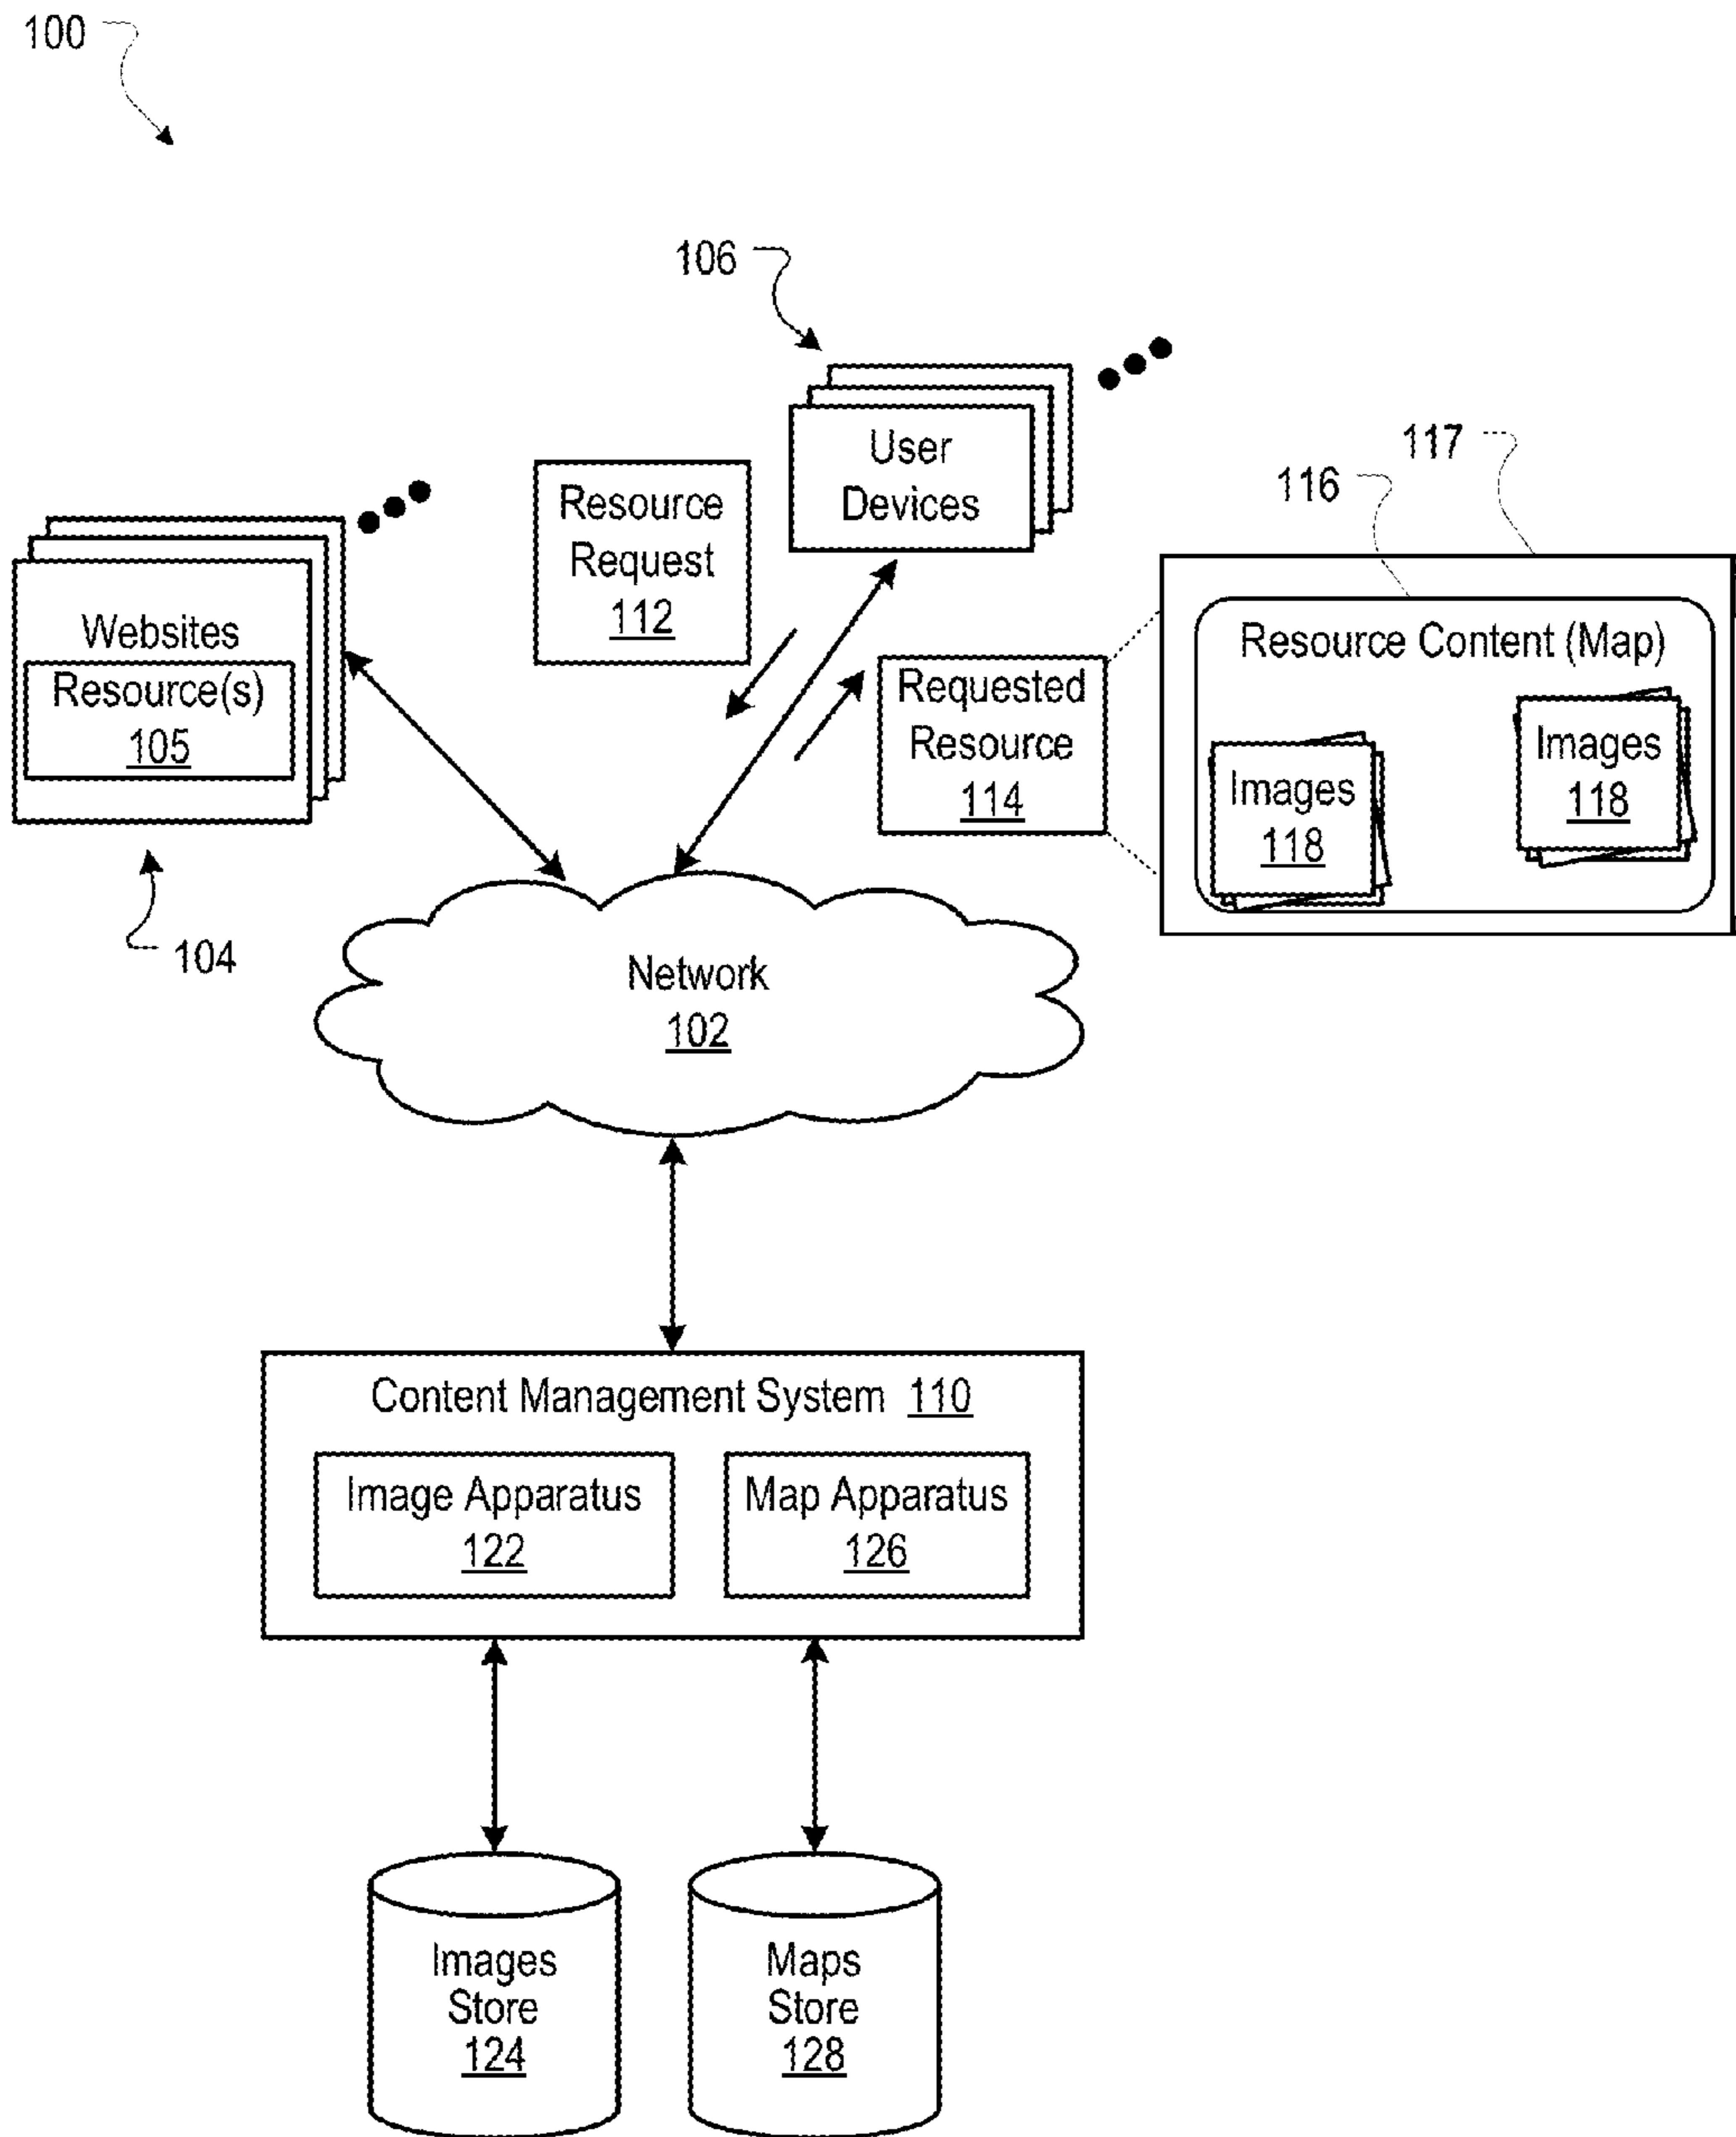 100
106
117
116
User
Devices
Resource
Request
112
Websites
Resource(s)
105
Requested
Resource
114
Resource Content (Map)
Images
118
Images
118
104
Network
102
Content Management System 110
Image Apparatus
122
Map Apparatus
126
Images
Store
124
Maps
Store
128